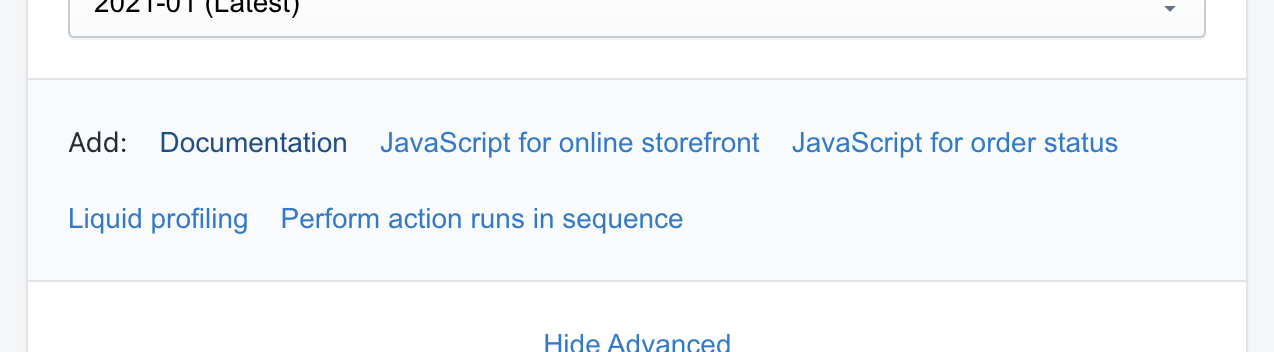 2021-01 (Latest)
Add: Documentation JavaScript for online storefront JavaScript for order status
Liquid profiling Perform action runs in sequence
Hide Advanced